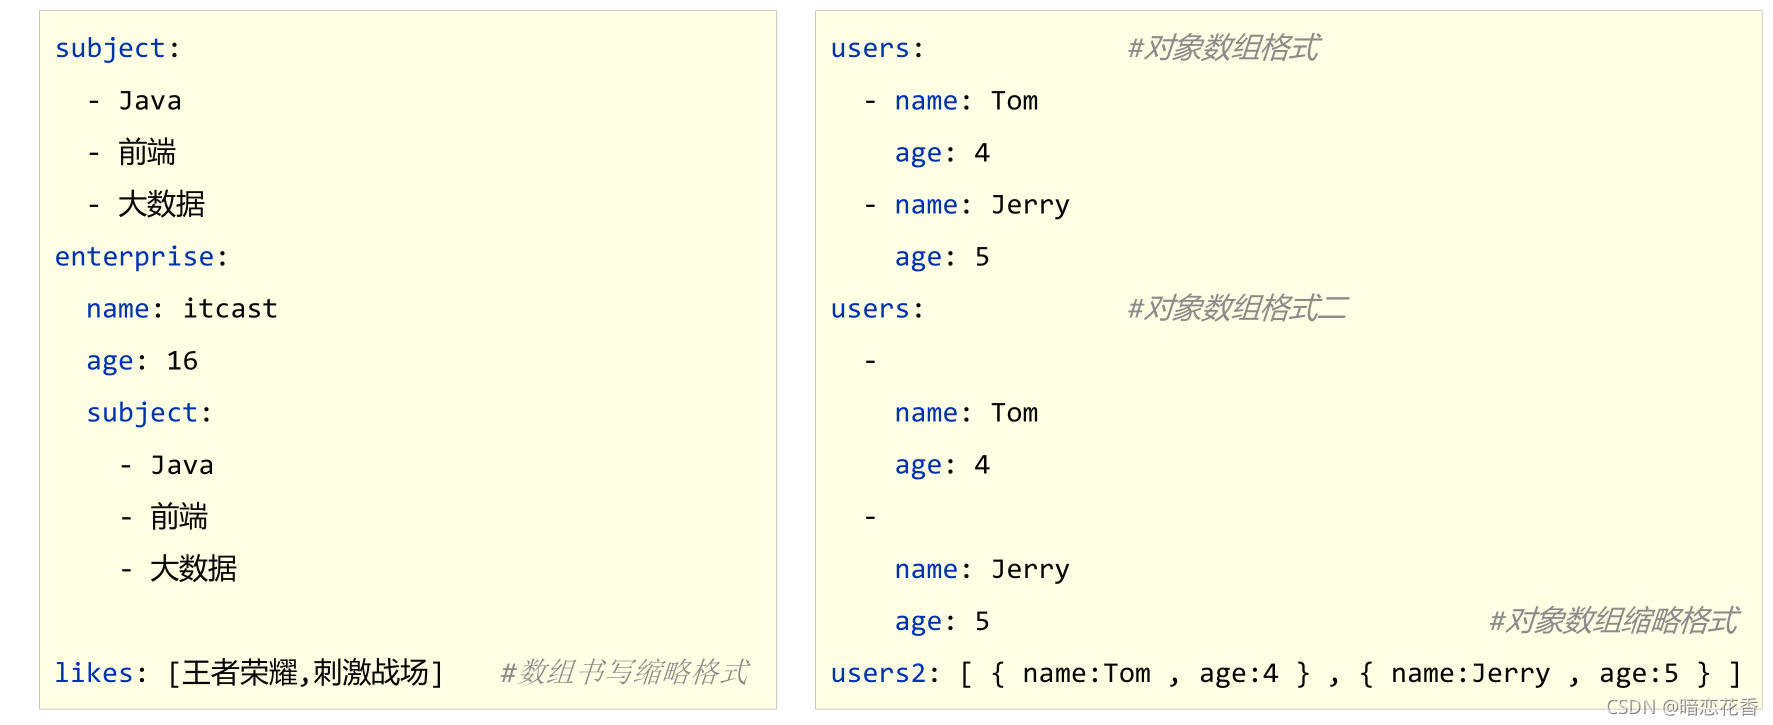 subject:
  - Java
  - 前端
  - 大数据
enterprise:
  name: itcast
  age: 16
  subject:
    - Java
    - 前端
    - 大数据
likes: [王者荣耀,刺激战场]    #数组书写缩略格式
users:             #对象数组格式
  - name: Tom
    age: 4
  - name: Jerry
    age: 5
users:             #对象数组格式二
  -
    name: Tom
    age: 4
  -
    name: Jerry
    age: 5                               #对象数组缩略格式
users2: [ { name:Tom , age:4 } , { name:Jerry , age:5 } ]
CSDN @暗恋花香